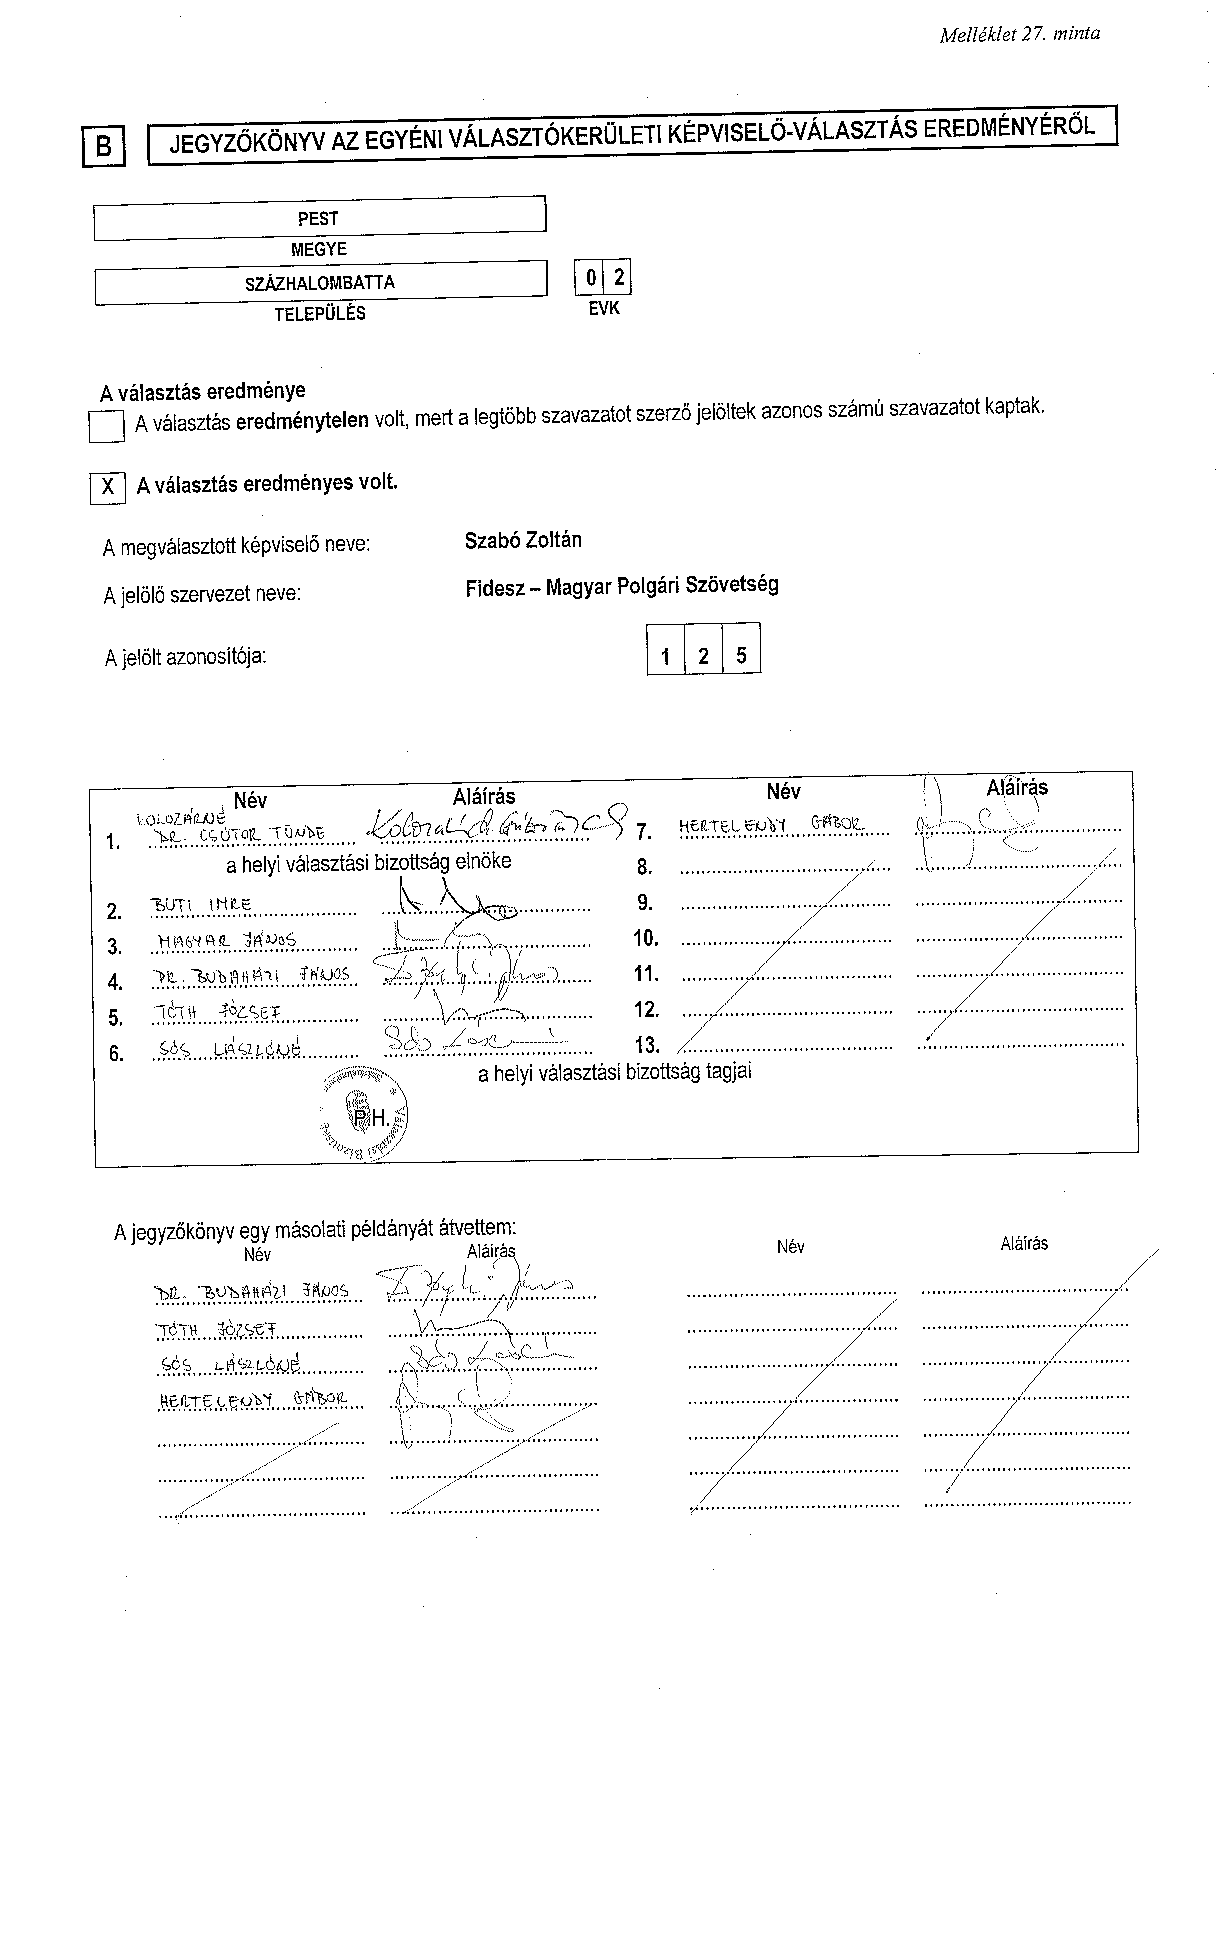 Melléklet 27. minta
B JEGYZŐKÖNYV AZ EGYÉNI VÁLASZTÓKERÜLETI KÉPVISELŐ-VÁLASZTÁS EREDMÉNYÉRŐL
PEST
MEGYE
SZÁZHALOMBATTA 0 2
TELEPÜLÉS EVK
A választás eredménye
A választás eredménytelen volt, mert a legtöbb szavazatot szerző jelöltek azonos számú szavazatot kaptak.
X A választás eredményes volt.
A megválasztott képviselő neve: Szabó Zoltán
A jelölő szervezet neve: Fidesz – Magyar Polgári Szövetség
A jelölt azonosítója: 1 2 5
Név Aláírás Név Aláírás
KOLOZÁRNÉ
1. DR. CSÚTOR TÜNDE 7. HERTELENDY GÁBOR
a helyi választási bizottság elnöke 8.
2. BUTI IMRE 9.
3. MAGYAR JÁNOS 10.
4. DR. BUDAHÁZI JÁNOS 11.
5. TÓTH JÓZSEF 12.
6. SÓS LÁSZLÓNÉ 13.
a helyi választási bizottság tagjai
P.H.
Választási Bizottság
A jegyzőkönyv egy másolati példányát átvettem:
Név Aláírás Név Aláírás
DR. BUDAHÁZI JÁNOS
TÓTH JÓZSEF
SÓS LÁSZLÓNÉ
HERTELENDY GÁBOR